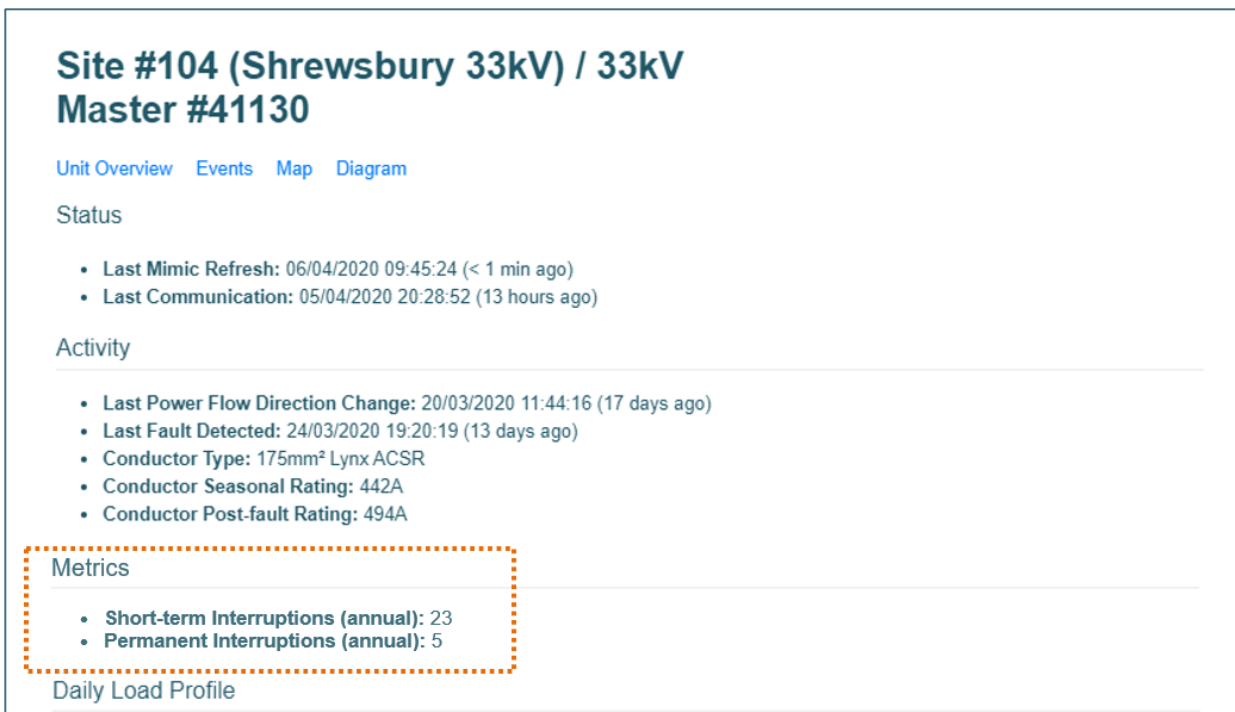 Site #104 (Shrewsbury 33kV) / 33kV
Master #41130
Unit Overview Events Map Diagram
Status
• Last Mimic Refresh: 06/04/2020 09:45:24 (< 1 min ago)
• Last Communication: 05/04/2020 20:28:52 (13 hours ago)
Activity
• Last Power Flow Direction Change: 20/03/2020 11:44:16 (17 days ago)
• Last Fault Detected: 24/03/2020 19:20:19 (13 days ago)
• Conductor Type: 175mm² Lynx ACSR
• Conductor Seasonal Rating: 442A
• Conductor Post-fault Rating: 494A
Metrics
• Short-term Interruptions (annual): 23
• Permanent Interruptions (annual): 5
Daily Load Profile